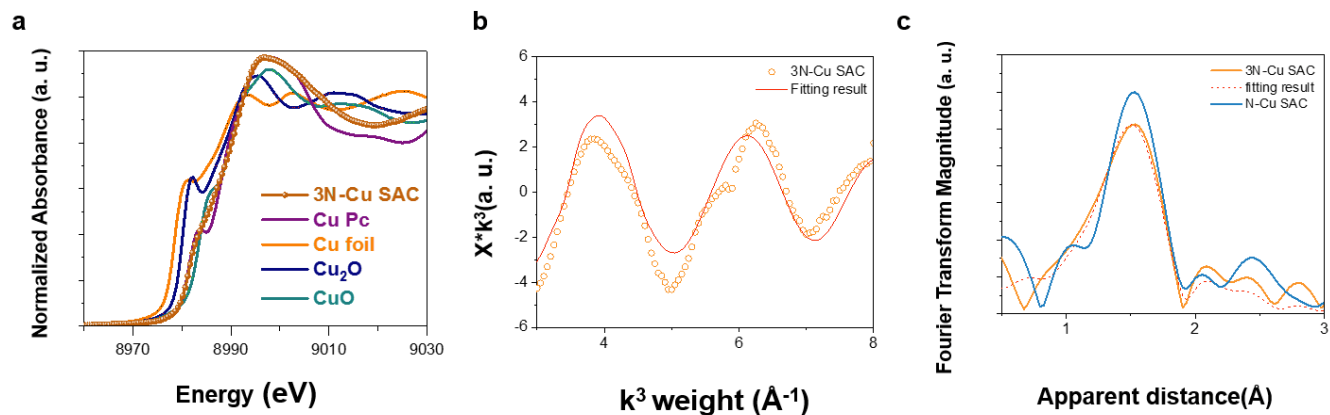 a
Normalized Absorbance (a. u.)
3N-Cu SAC
Cu Pc
Cu foil
Cu₂O
CuO
8970 8990 9010 9030
Energy (eV)
b
X*K³(a. u.)
6
4
2
0
-2
-4
-6
3N-Cu SAC
Fitting result
4 6 8
k³ weight (Å⁻¹)
c
Fourier Transform Magnitude (a. u.)
3N-Cu SAC
fitting result
N-Cu SAC
1 2 3
Apparent distance(Å)